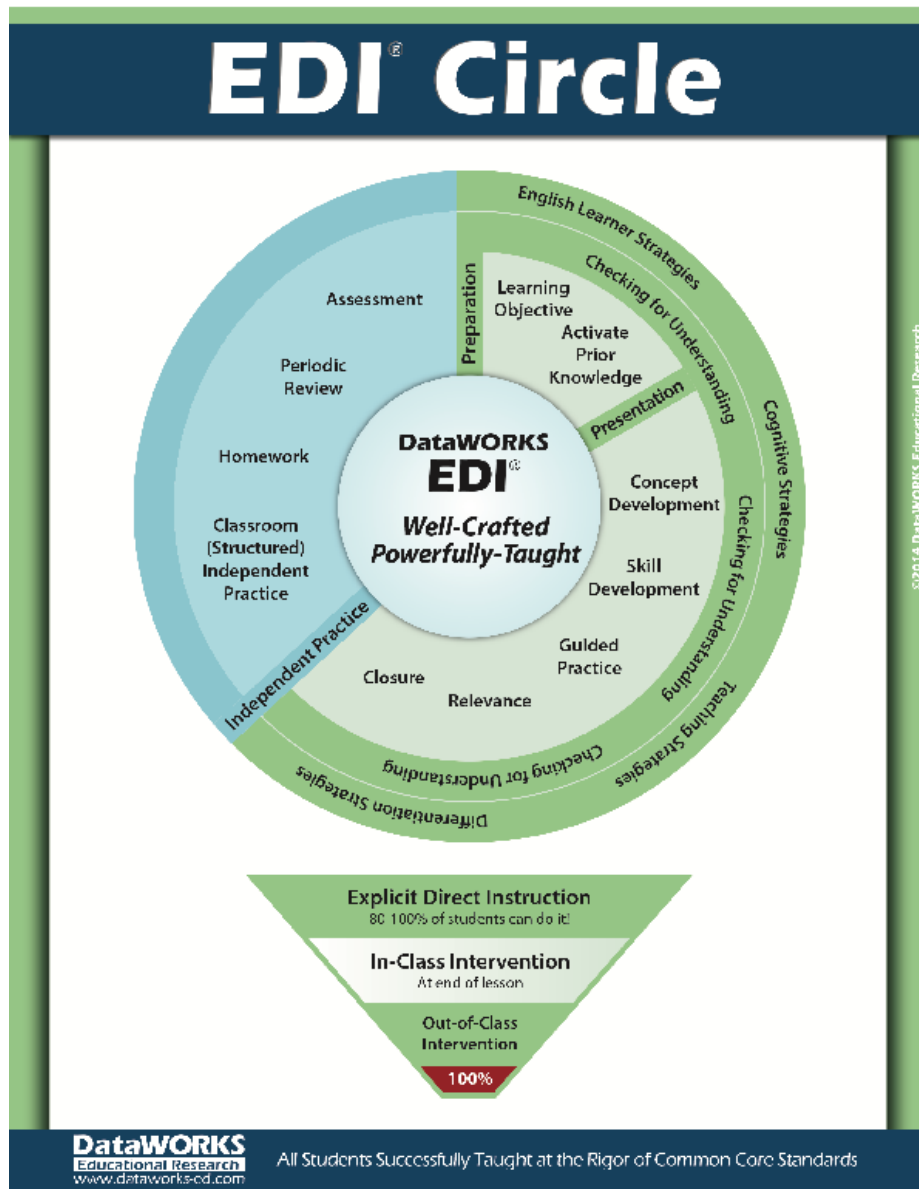 EDI® Circle
English Learner Strategies
Checking for Understanding
Preparation
Learning
Objective
Activate
Prior
Knowledge
Presentation
Cognitive Strategies
Concept
Development
Checking for Understanding
Skill
Development
Guided
Practice
Teaching Strategies
Relevance
Closure
Checking for Understanding
Differentiation Strategies
Independent Practice
Assessment
Periodic
Review
Homework
Classroom
(Structured)
Independent
Practice
DataWORKS
EDI®
Well-Crafted
Powerfully-Taught
Explicit Direct Instruction
80-100% of students can do it!
In-Class Intervention
At end of lesson
Out-of-Class
Intervention
100%
DataWORKS Educational Research
DataWORKS
Educational Research
www.dataworks-ed.com
All Students Successfully Taught at the Rigor of Common Core Standards